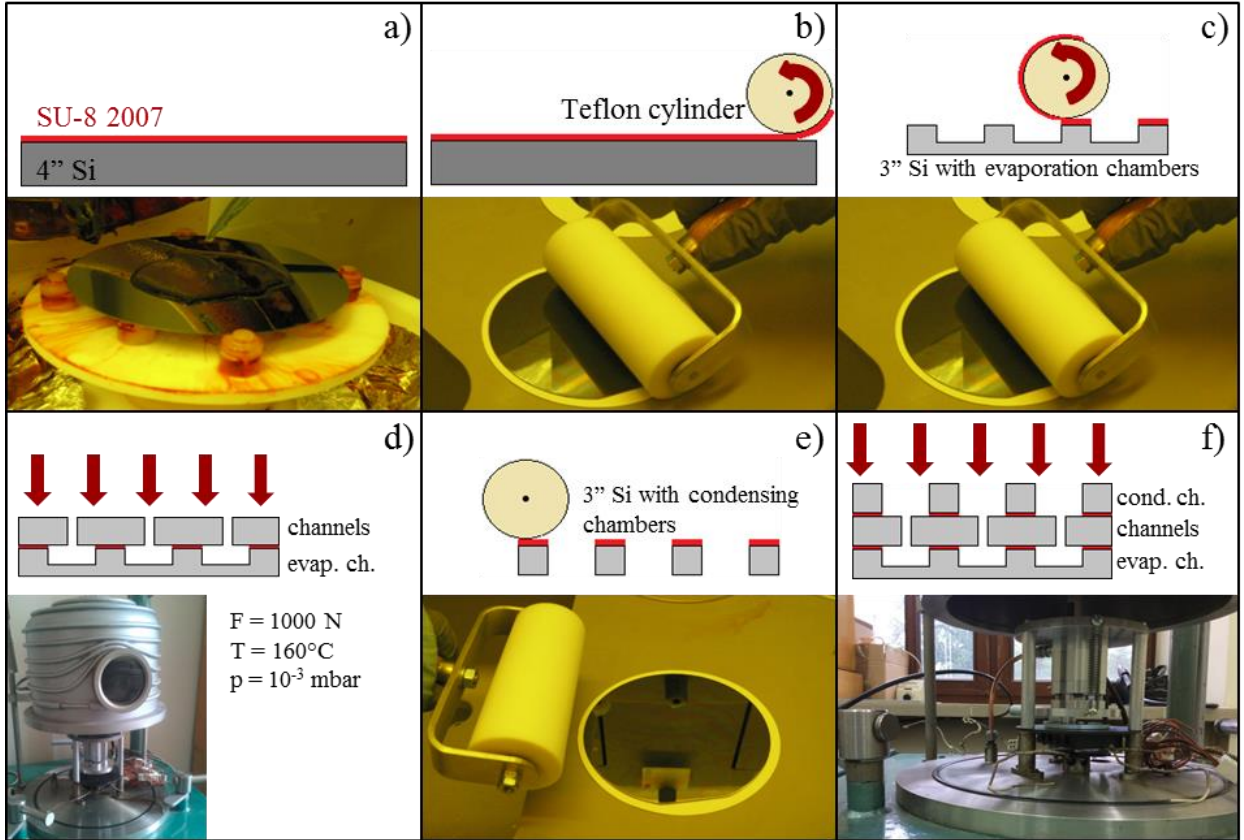 a)
SU-8 2007
4” Si
b)
Teflon cylinder
c)
3” Si with evaporation chambers
d)
channels
evap. ch.
F = 1000 N
T = 160°C
p = 10⁻³ mbar
e)
3” Si with condensing
chambers
f)
cond. ch.
channels
evap. ch.